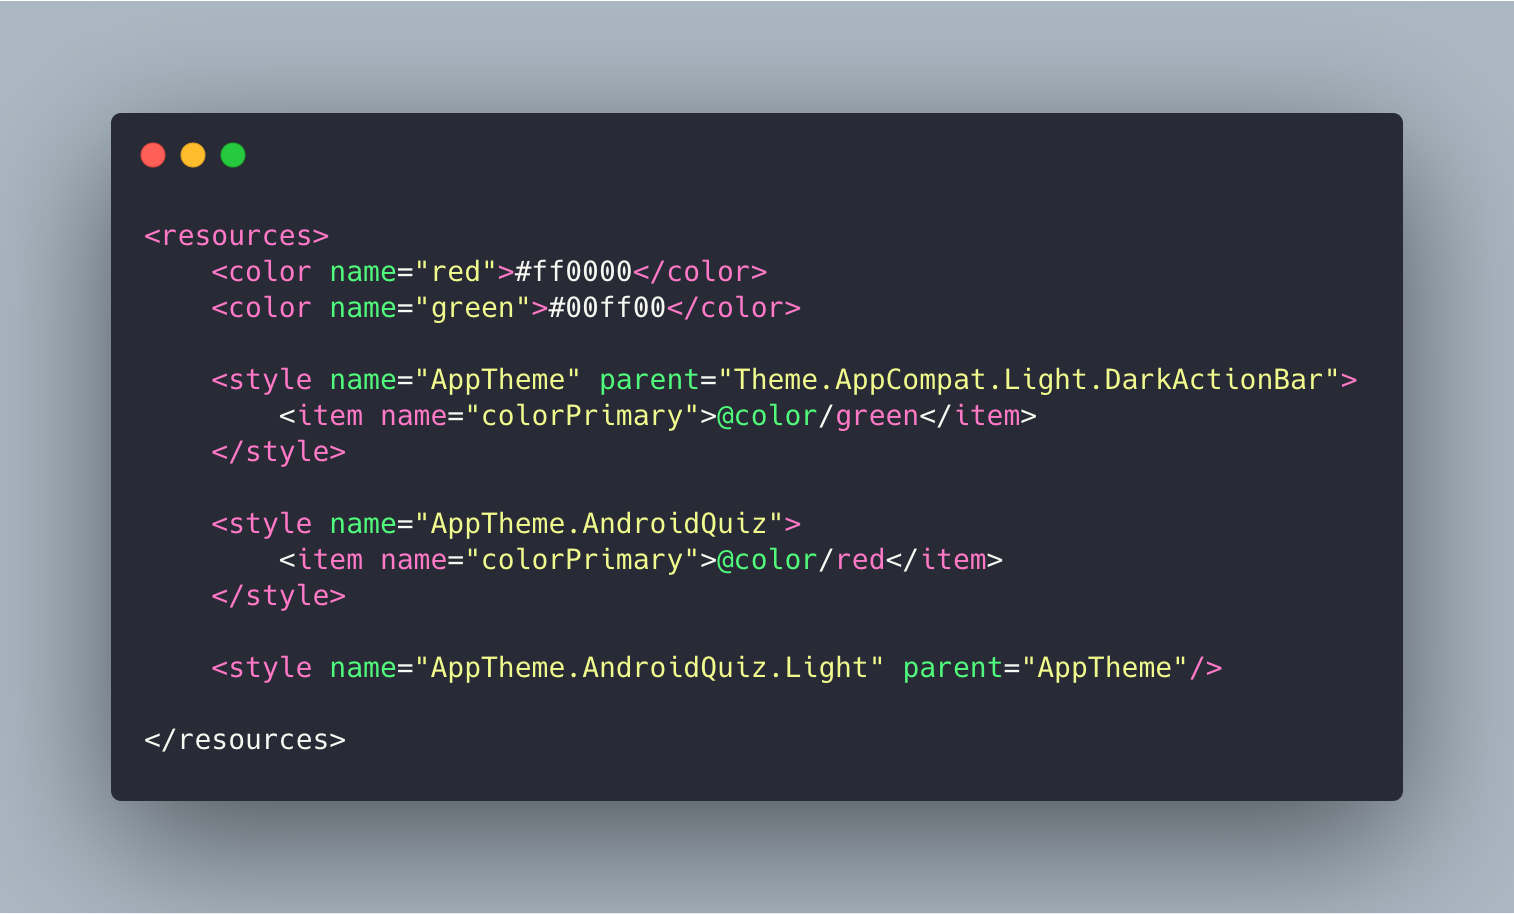 <resources>
    <color name="red">#ff0000</color>
    <color name="green">#00ff00</color>

    <style name="AppTheme" parent="Theme.AppCompat.Light.DarkActionBar">
        <item name="colorPrimary">@color/green</item>
    </style>

    <style name="AppTheme.AndroidQuiz">
        <item name="colorPrimary">@color/red</item>
    </style>

    <style name="AppTheme.AndroidQuiz.Light" parent="AppTheme"/>

</resources>